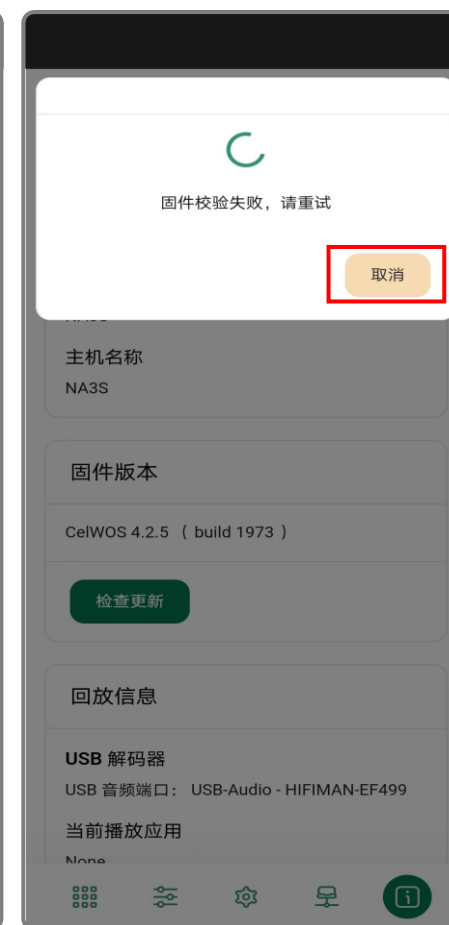 固件校验失败，请重试
取消
主机名称
NA3S
固件版本
CelWOS 4.2.5 （ build 1973 ）
检查更新
回放信息
USB 解码器
USB 音频端口： USB-Audio - HIFIMAN-EF499
当前播放应用
None